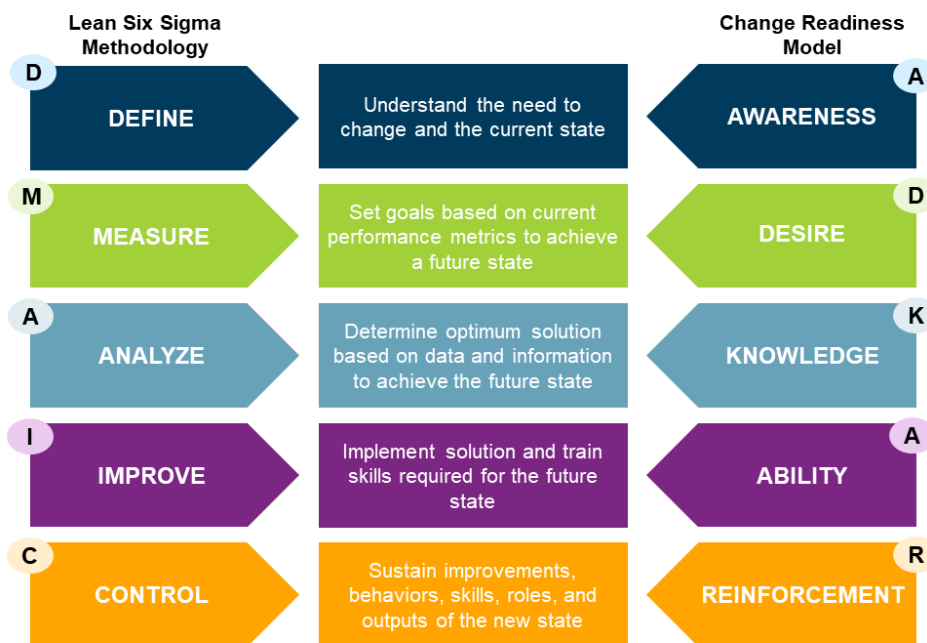 Lean Six Sigma
Methodology
Change Readiness
Model
D
DEFINE
Understand the need to
change and the current state
A
AWARENESS
M
MEASURE
Set goals based on current
performance metrics to achieve
a future state
D
DESIRE
A
ANALYZE
Determine optimum solution
based on data and information
to achieve the future state
K
KNOWLEDGE
I
IMPROVE
Implement solution and train
skills required for the future
state
A
ABILITY
C
CONTROL
Sustain improvements,
behaviors, skills, roles, and
outputs of the new state
R
REINFORCEMENT